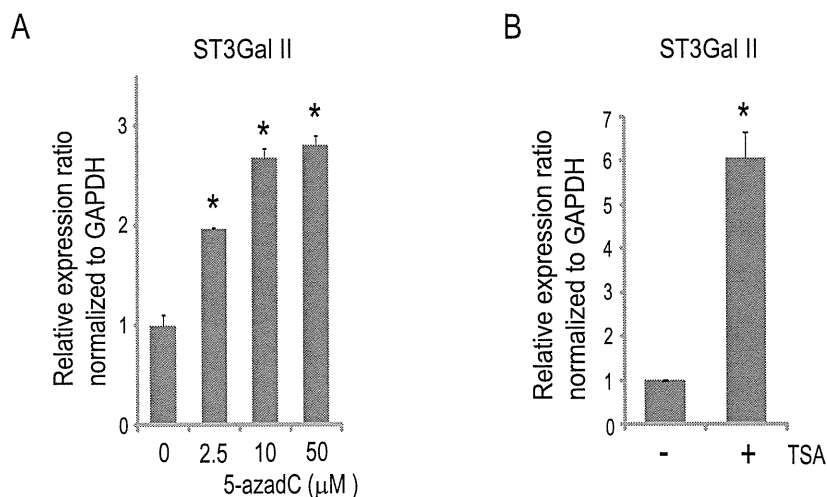 A
ST3Gal II
Relative expression ratio
normalized to GAPDH
3
2
1
0
*
*
*
0 2.5 10 50
5-azadC (μM )
B
ST3Gal II
Relative expression ratio
normalized to GAPDH
7
6
5
4
3
2
1
0
*
- + TSA